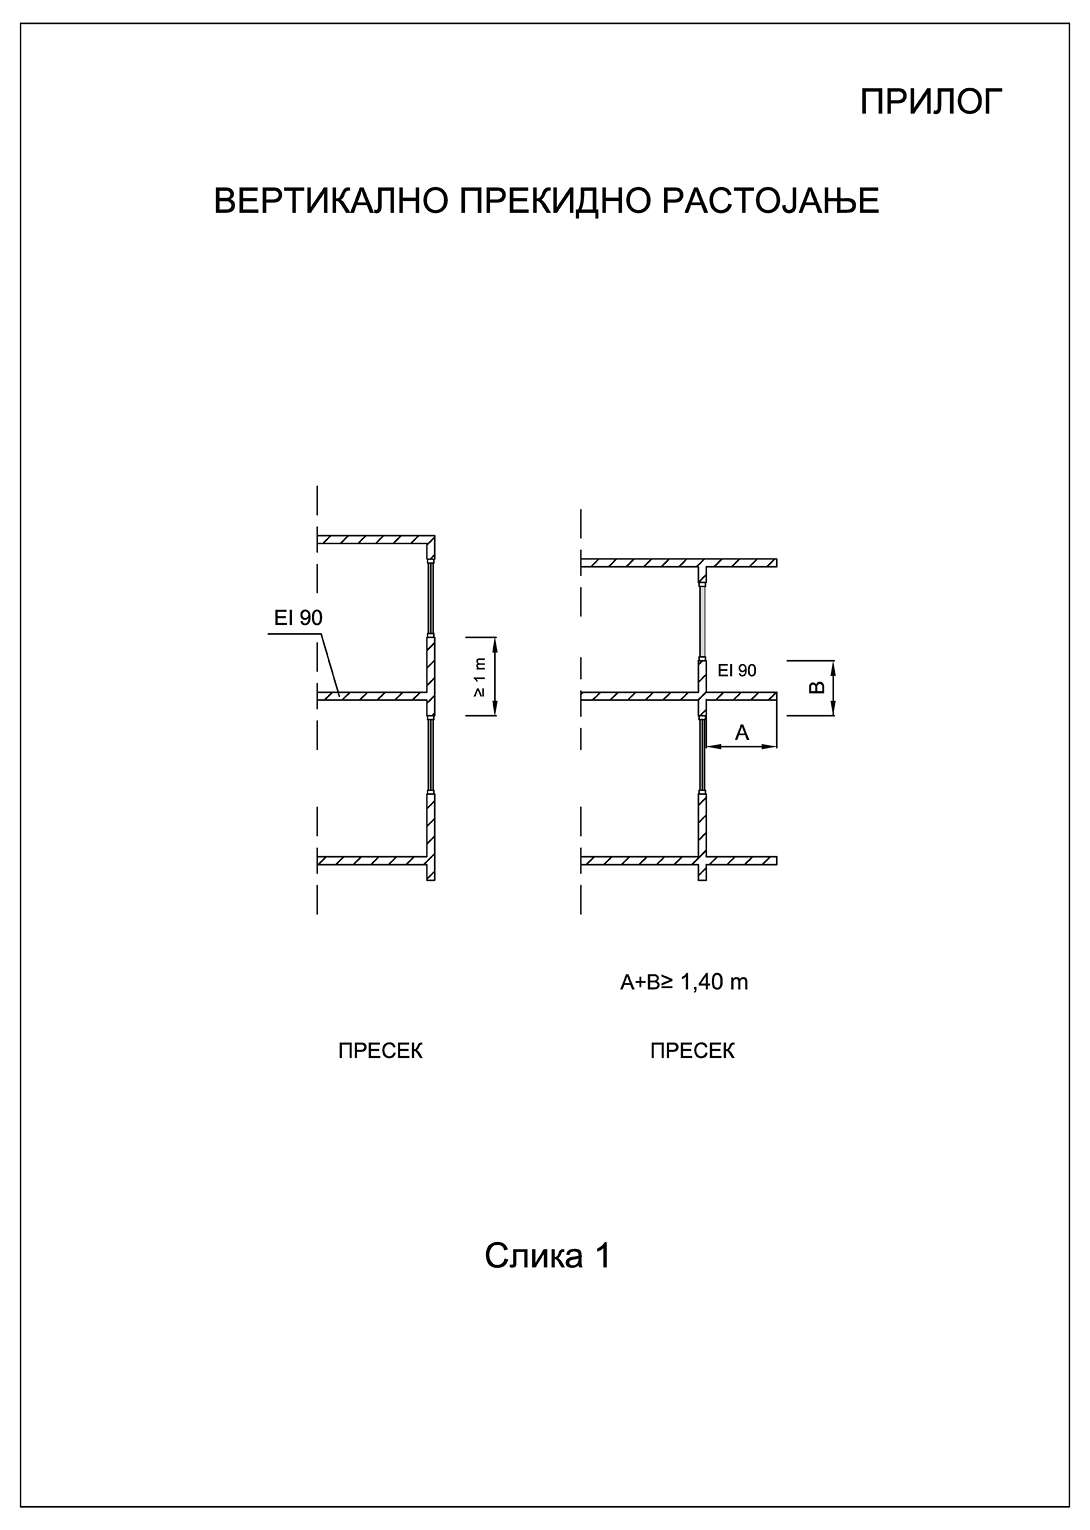 ПРИЛОГ
ВЕРТИКАЛНО ПРЕКИДНО РАСТОЈАЊЕ
EI 90
≥ 1 m
EI 90
B
A
A+B≥ 1,40 m
ПРЕСЕК
ПРЕСЕК
Слика 1